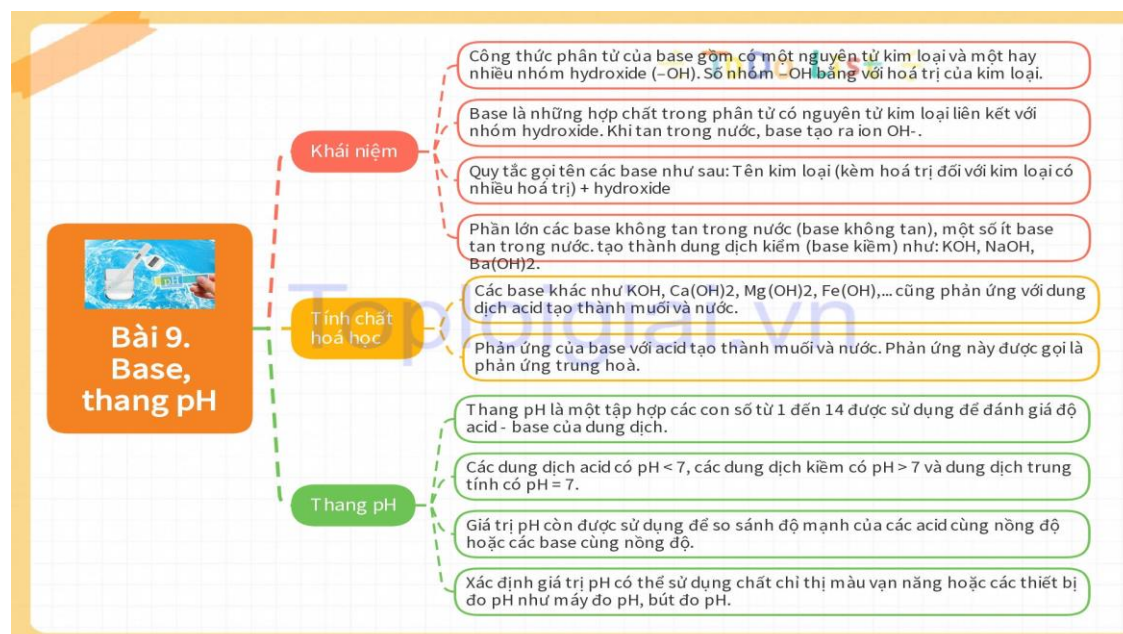 Công thức phân tử của base gồm có một nguyên tử kim loại và một hay
nhiều nhóm hydroxide (–OH). Số nhóm –OH bằng với hoá trị của kim loại.
Base là những hợp chất trong phân tử có nguyên tử kim loại liên kết với
nhóm hydroxide. Khi tan trong nước, base tạo ra ion OH-.
Khái niệm
Quy tắc gọi tên các base như sau: Tên kim loại (kèm hoá trị đối với kim loại có
nhiều hoá trị) + hydroxide
Phần lớn các base không tan trong nước (base không tan), một số ít base
tan trong nước. tạo thành dung dịch kiểm (base kiềm) như: KOH, NaOH,
Ba(OH)2.
Bài 9.
Base,
thang pH
Tính chất
hoá học
Các base khác như KOH, Ca(OH)2, Mg(OH)2, Fe(OH),... cũng phản ứng với dung
dịch acid tạo thành muối và nước.
Phản ứng của base với acid tạo thành muối và nước. Phản ứng này được gọi là
phản ứng trung hoà.
Toploigiai.vn
Thang pH
Thang pH là một tập hợp các con số từ 1 đến 14 được sử dụng để đánh giá độ
acid - base của dung dịch.
Các dung dịch acid có pH < 7, các dung dịch kiềm có pH > 7 và dung dịch trung
tính có pH = 7.
Giá trị pH còn được sử dụng để so sánh độ mạnh của các acid cùng nồng độ
hoặc các base cùng nồng độ.
Xác định giá trị pH có thể sử dụng chất chỉ thị màu vạn năng hoặc các thiết bị
đo pH như máy đo pH, bút đo pH.